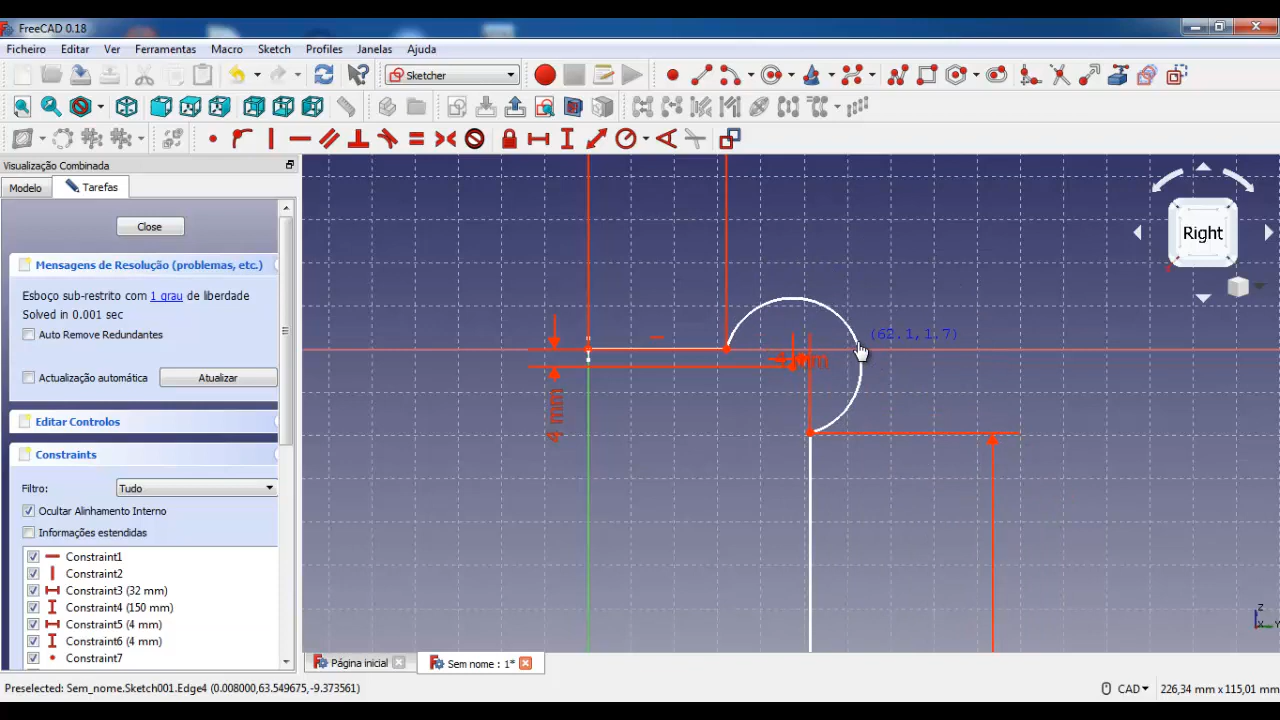 FreeCAD 0.18
Ficheiro Editar Ver Ferramentas Macro Sketch Profiles Janelas Ajuda
Sketcher
Visualização Combinada
Modelo Tarefas
Close
Mensagens de Resolução (problemas, etc.)
Esboço sub-restrito com 1 grau de liberdade
Solved in 0.001 sec
Auto Remove Redundantes
Actualização automática Atualizar
Editar Controlos
Constraints
Filtro: Tudo
Ocultar Alinhamento Interno
Informações estendidas
Constraint1
Constraint2
Constraint3 (32 mm)
Constraint4 (150 mm)
Constraint5 (4 mm)
Constraint6 (4 mm)
Constraint7
(62.1,1.7)
4 mm
Right
Z
X Y
Página inicial Sem nome : 1*
Preselected: Sem_nome.Sketch001.Edge4 (0.008000,63.549675,-9.373561)
CAD 226,34 mm x 115,01 mm